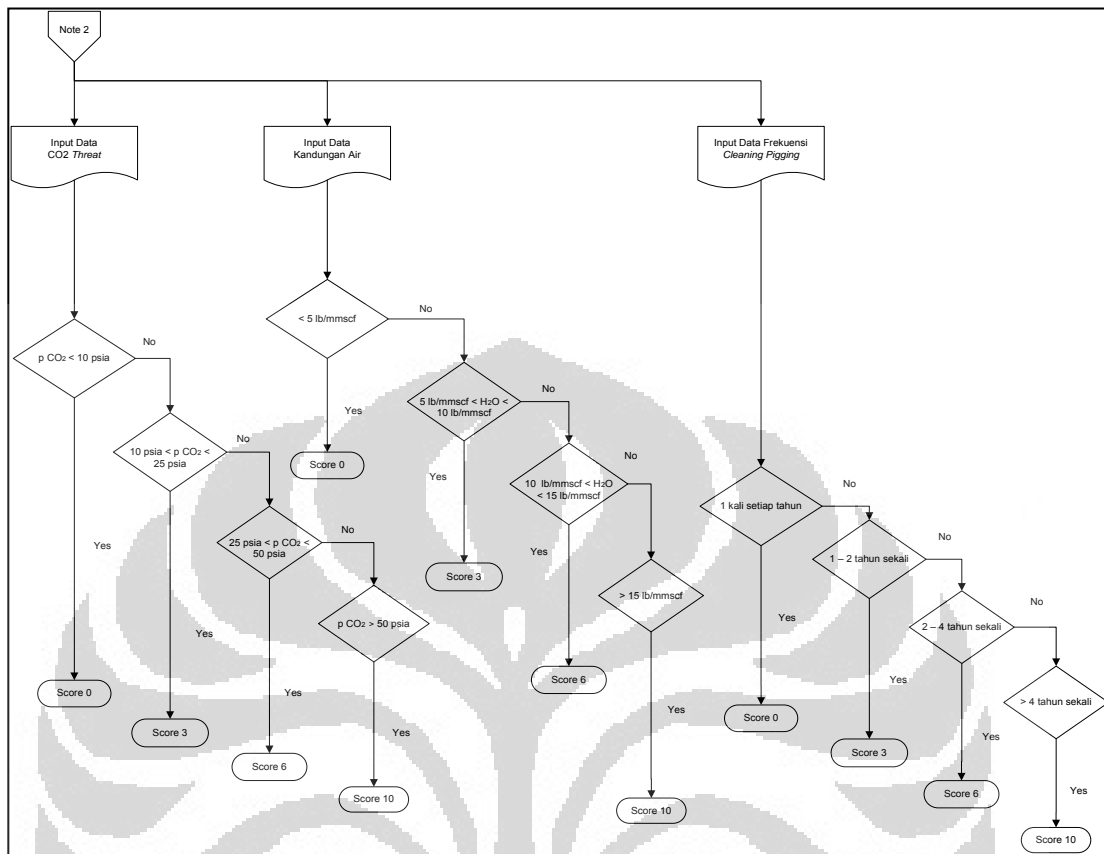 Note 2
Input Data
CO2 Threat
Input Data
Kandungan Air
Input Data Frekuensi
Cleaning Pigging
< 5 lb/mmscf
No
Yes
Score 0
5 lb/mmscf < H2O <
10 lb/mmscf
No
Yes
Score 3
10 lb/mmscf < H2O
< 15 lb/mmscf
No
Yes
Score 6
> 15 lb/mmscf
Yes
Score 10
p CO2 < 10 psia
No
Yes
Score 0
10 psia < p CO2 <
25 psia
No
Yes
Score 3
25 psia < p CO2 <
50 psia
No
Yes
Score 6
p CO2 > 50 psia
Yes
Score 10
1 kali setiap tahun
No
Yes
Score 0
1 – 2 tahun sekali
No
Yes
Score 3
2 – 4 tahun sekali
No
Yes
Score 6
> 4 tahun sekali
Yes
Score 10